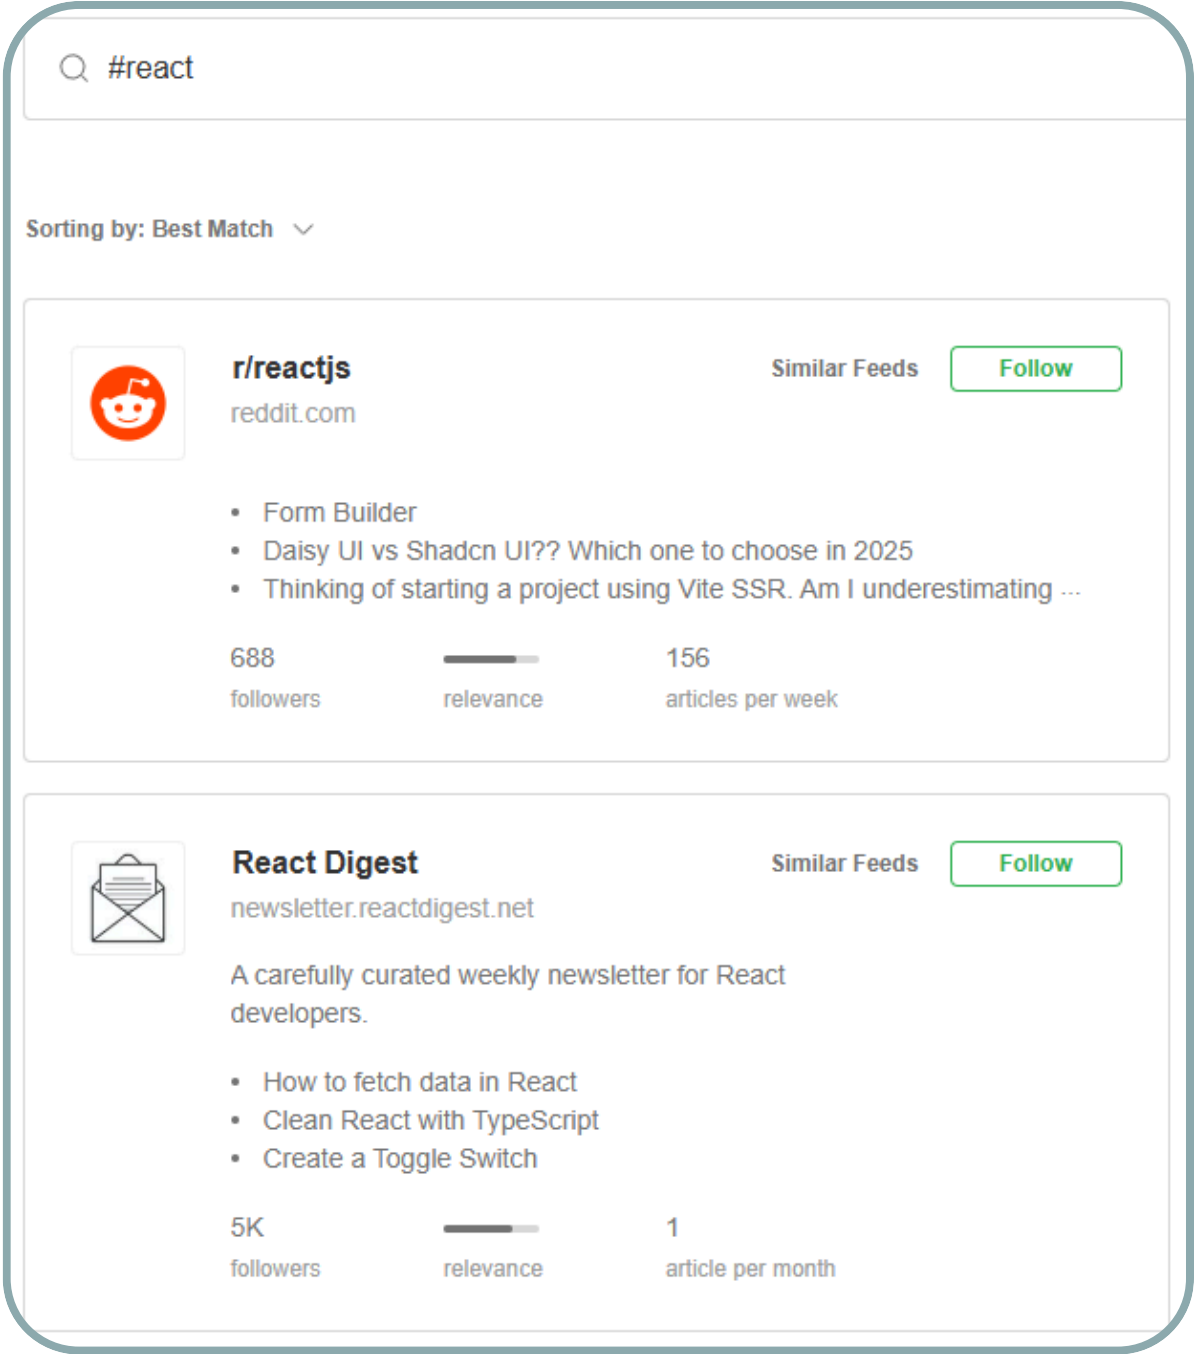 #react
Sorting by: Best Match
r/reactjs
Similar Feeds
Follow
reddit.com
• Form Builder
• Daisy UI vs Shadcn UI?? Which one to choose in 2025
• Thinking of starting a project using Vite SSR. Am I underestimating ...
688
156
followers
relevance
articles per week
React Digest
Similar Feeds
Follow
newsletter.reactdigest.net
A carefully curated weekly newsletter for React
developers.
• How to fetch data in React
• Clean React with TypeScript
• Create a Toggle Switch
5K
1
followers
relevance
article per month